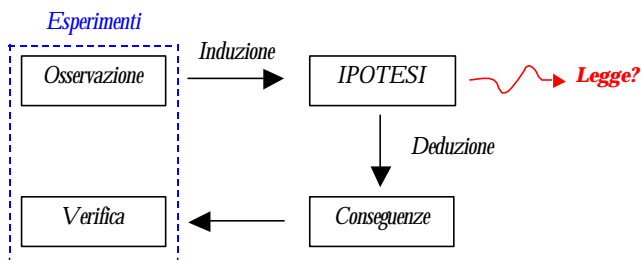 Esperimenti
Osservazione
Induzione
IPOTESI
Legge?
Deduzione
Verifica
Conseguenze